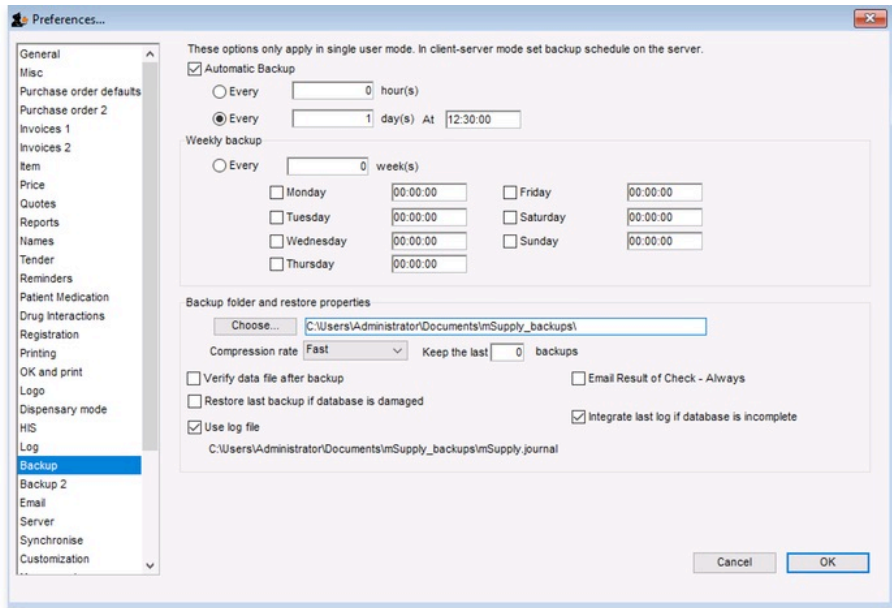 Preferences...
General
Misc
Purchase order defaults
Purchase order 2
Invoices 1
Invoices 2
Item
Price
Quotes
Reports
Names
Tender
Reminders
Patient Medication
Drug Interactions
Registration
Printing
OK and print
Logo
Dispensary mode
HIS
Log
Backup
Backup 2
Email
Server
Synchronise
Customization
These options only apply in single user mode. In client-server mode set backup schedule on the server.
Automatic Backup
Every 0 hour(s)
Every 1 day(s) At 12:30:00
Weekly backup
Every 0 week(s)
Monday 00:00:00 Friday 00:00:00
Tuesday 00:00:00 Saturday 00:00:00
Wednesday 00:00:00 Sunday 00:00:00
Thursday 00:00:00
Backup folder and restore properties
Choose... C:\Users\Administrator\Documents\mSupply_backups\
Compression rate Fast Keep the last 0 backups
Verify data file after backup Email Result of Check - Always
Restore last backup if database is damaged
Integrate last log if database is incomplete
Use log file
C:\Users\Administrator\Documents\mSupply_backups\mSupply.journal
Cancel OK